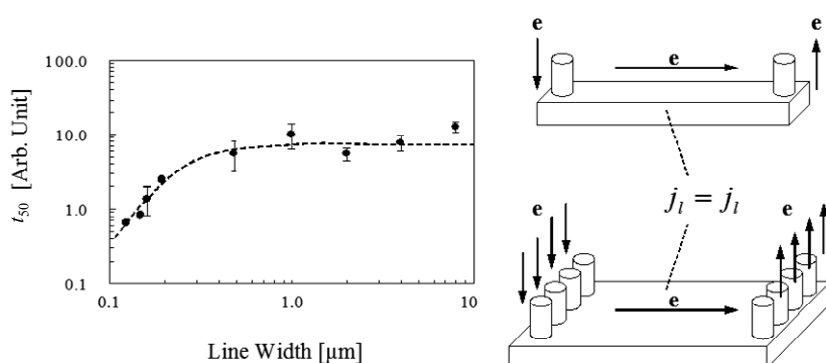 100.0
10.0
1.0
0.1
0.1
1.0
10
t50 [Arb. Unit]
Line Width [μm]
e
e
e
jl = jl
e
e
e